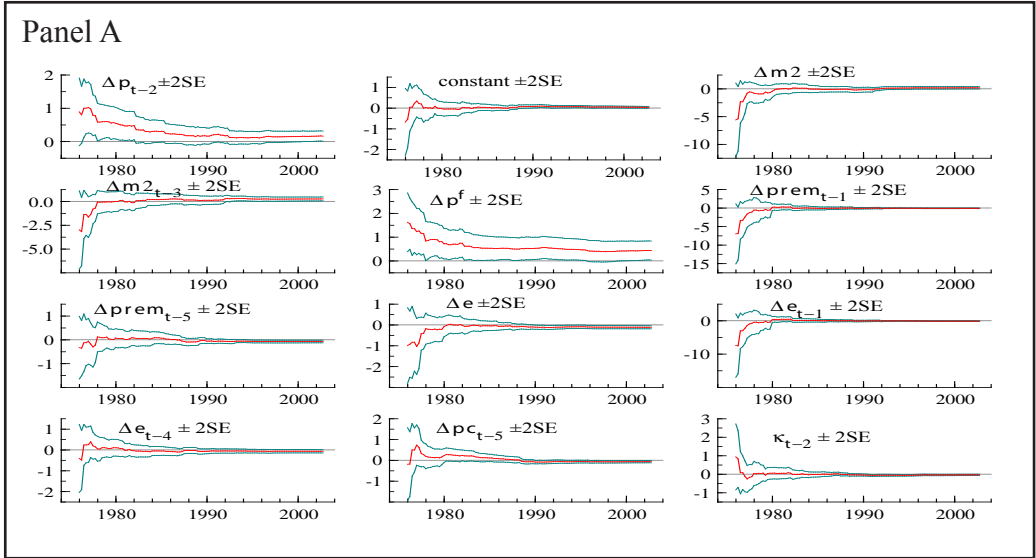 Panel A
Δp_{t−2} ±2SE
2
1
0
1980 1990 2000
constant ±2SE
1
0
-1
-2
1980 1990 2000
Δm2 ±2SE
0
-5
-10
1980 1990 2000
Δm2_{t−3} ± 2SE
0.0
-2.5
-5.0
1980 1990 2000
Δp^f ± 2SE
3
2
1
0
1980 1990 2000
Δprem_{t−1} ± 2SE
5
0
-5
-10
-15
1980 1990 2000
Δprem_{t−5} ± 2SE
1
0
-1
1980 1990 2000
Δe ±2SE
1
0
-1
-2
1980 1990 2000
Δe_{t−1} ± 2SE
0
-10
1980 1990 2000
Δe_{t−4} ± 2SE
1
0
-1
-2
1980 1990 2000
Δpc_{t−5} ±2SE
1
0
-1
1980 1990 2000
κ_{t−2} ± 2SE
3
2
1
0
-1
1980 1990 2000